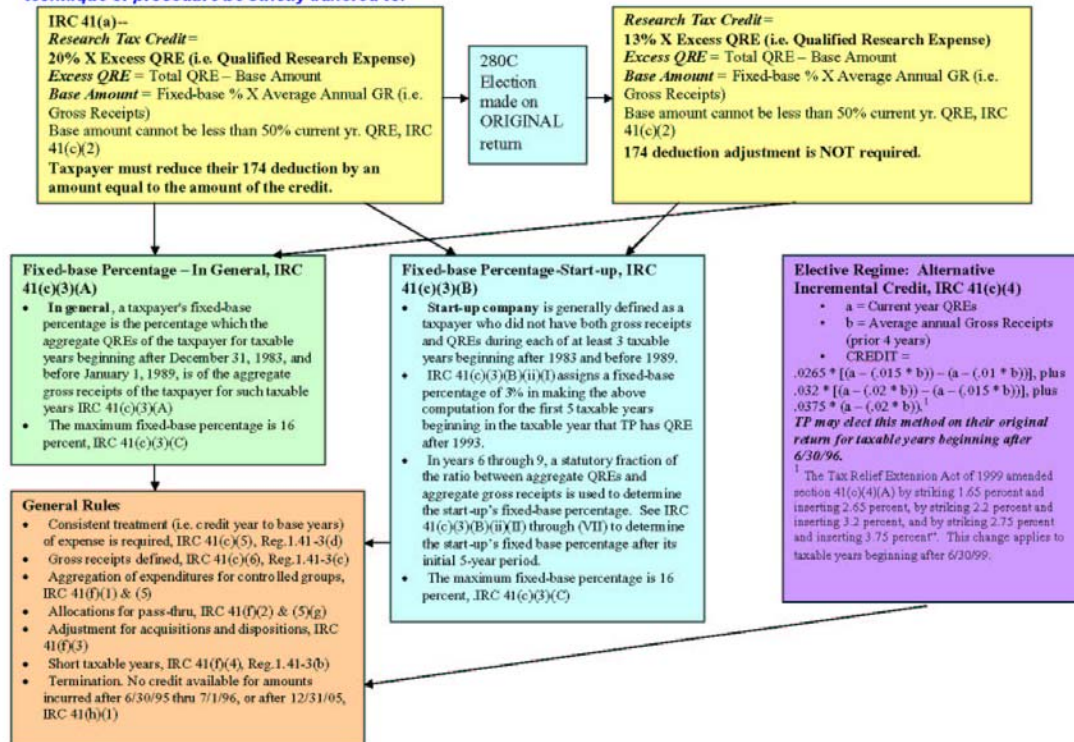 technique or procedure be strictly adhered to.
IRC 41(a)--
Research Tax Credit=
20% X Excess QRE (i.e. Qualified Research Expense)
Excess QRE = Total QRE – Base Amount
Base Amount = Fixed-base % X Average Annual GR (i.e.
Gross Receipts)
Base amount cannot be less than 50% current yr. QRE, IRC
41(c)(2)
Taxpayer must reduce their 174 deduction by an
amount equal to the amount of the credit.
280C
Election
made on
ORIGINAL
return
Research Tax Credit=
13% X Excess QRE (i.e. Qualified Research Expense)
Excess QRE = Total QRE – Base Amount
Base Amount = Fixed-base % X Average Annual GR (i.e.
Gross Receipts)
Base amount cannot be less than 50% current yr. QRE, IRC
41(c)(2)
174 deduction adjustment is NOT required.
Fixed-base Percentage – In General, IRC
41(c)(3)(A)
• In general, a taxpayer's fixed-base
percentage is the percentage which the
aggregate QREs of the taxpayer for taxable
years beginning after December 31, 1983, and
before January 1, 1989, is of the aggregate
gross receipts of the taxpayer for such taxable
years IRC 41(c)(3)(A)
• The maximum fixed-base percentage is 16
percent, IRC 41(c)(3)(C)
Fixed-base Percentage-Start-up, IRC
41(c)(3)(B)
• Start-up company is generally defined as a
taxpayer who did not have both gross receipts
and QREs during each of at least 3 taxable
years beginning after 1983 and before 1989.
• IRC 41(c)(3)(B)(ii)(I) assigns a fixed-base
percentage of 3% in making the above
computation for the first 5 taxable years
beginning in the taxable year that TP has QRE
after 1993.
• In years 6 through 9, a statutory fraction of
the ratio between aggregate QREs and
aggregate gross receipts is used to determine
the start-up's fixed-base percentage. See IRC
41(c)(3)(B)(ii)(II) through (VII) to determine
the start-up's fixed base percentage after its
initial 5-year period.
• The maximum fixed-base percentage is 16
percent, .IRC 41(c)(3)(C)
Elective Regime: Alternative
Incremental Credit, IRC 41(c)(4)
• a = Current year QREs
• b = Average annual Gross Receipts
(prior 4 years)
• CREDIT =
.0265 * [(a – (.015 * b)) – (a – (.01 * b))], plus
.032 * [(a – (.02 * b)) – (a – (.015 * b))], plus
.0375 * (a – (.02 * b)).1
TP may elect this method on their original
return for taxable years beginning after
6/30/96.
1 The Tax Relief Extension Act of 1999 amended
section 41(c)(4)(A) by striking 1.65 percent and
inserting 2.65 percent, by striking 2.2 percent and
inserting 3.2 percent, and by striking 2.75 percent
and inserting 3.75 percent". This change applies to
taxable years beginning after 6/30/99.
General Rules
• Consistent treatment (i.e. credit year to base years)
of expense is required, IRC 41(c)(5), Reg.1.41-3(d)
• Gross receipts defined, IRC 41(c)(6), Reg.1.41-3(c)
• Aggregation of expenditures for controlled groups,
IRC 41(f)(1) & (5)
• Allocations for pass-thru, IRC 41(f)(2) & (5)(g)
• Adjustment for acquisitions and dispositions, IRC
41(f)(3)
• Short taxable years, IRC 41(f)(4), Reg.1.41-3(b)
• Termination. No credit available for amounts
incurred after 6/30/95 thru 7/1/96, or after 12/31/05,
IRC 41(h)(1)